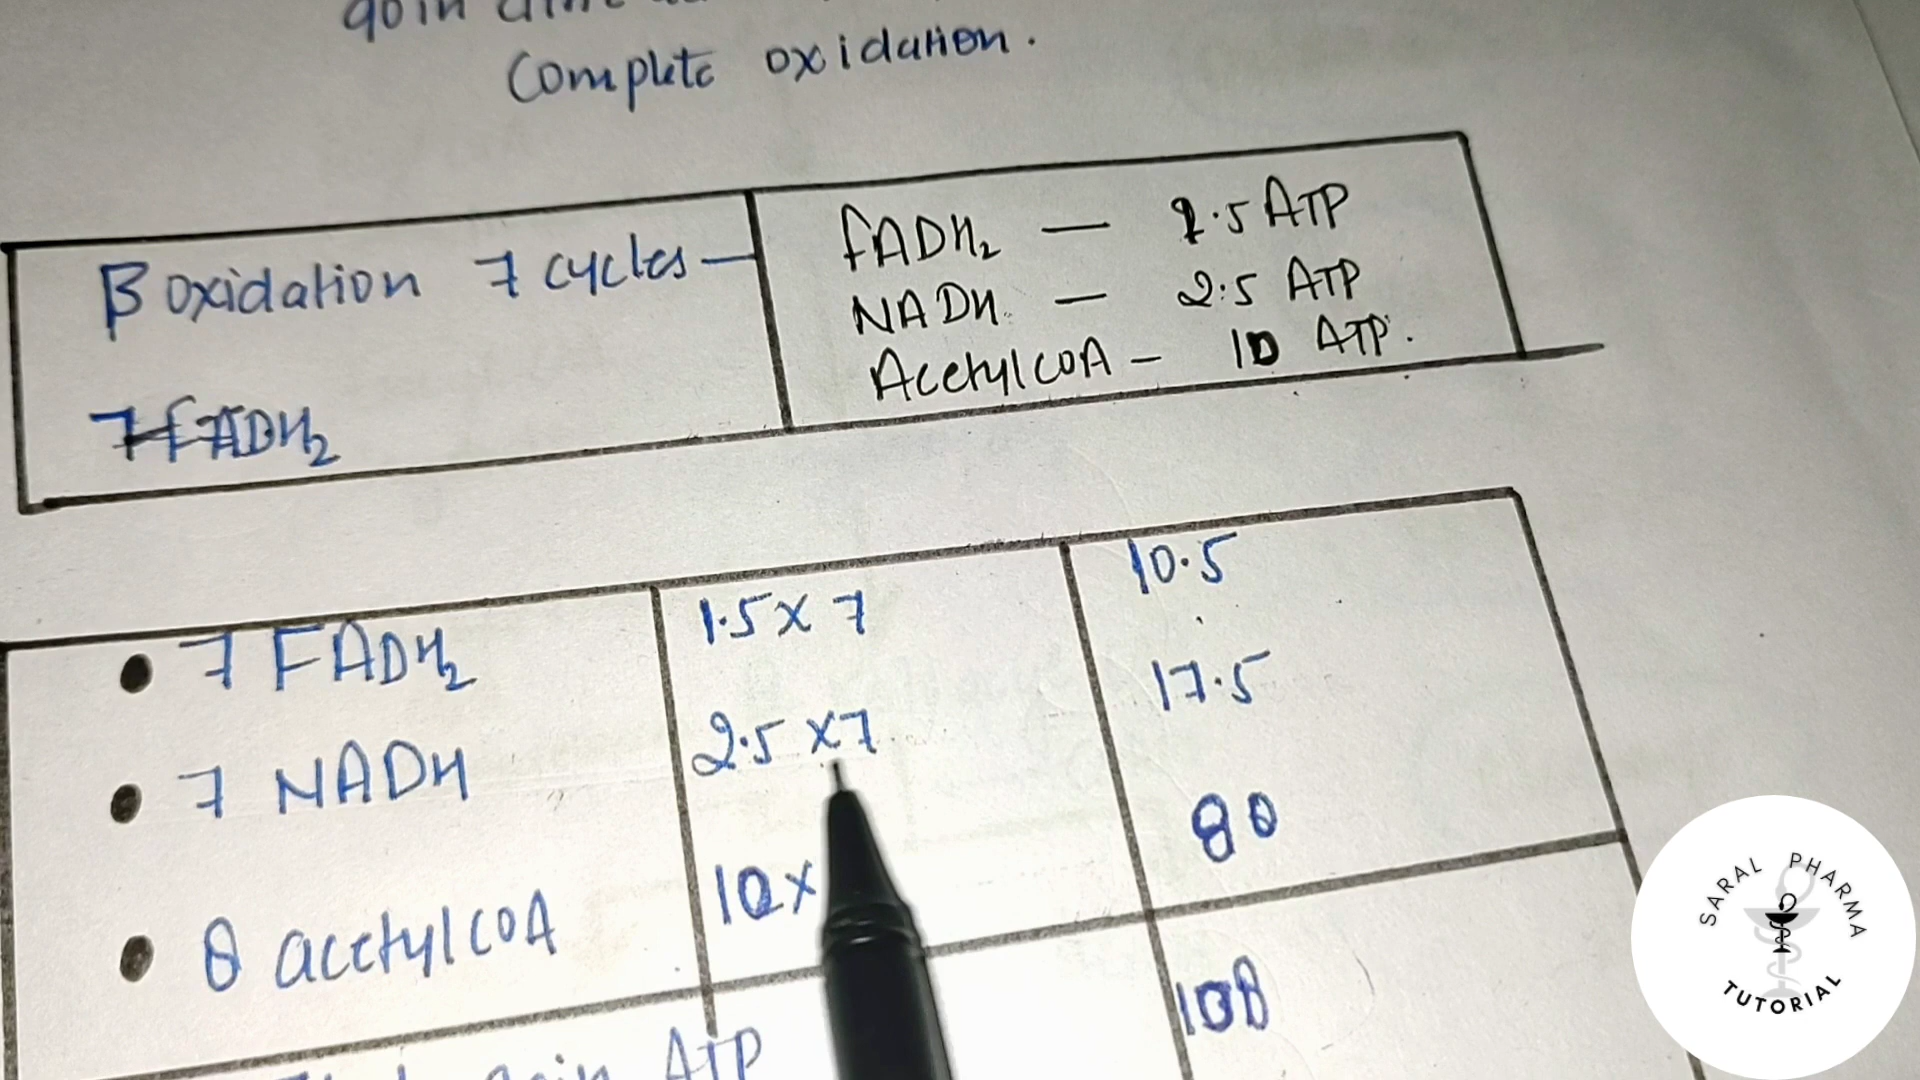 Complete oxidation.
β oxidation 7 cycles —
7 FADH₂
FADH₂ — 1.5 ATP
NADH — 2.5 ATP
AcetylcoA — 10 ATP.
• 7 FADH₂ 1.5 x 7 10.5
• 7 NADH 2.5 x 7 17.5
• 8 acetylcoA 10 x 80
gain ATP 108
SARAL PHARMA
TUTORIAL